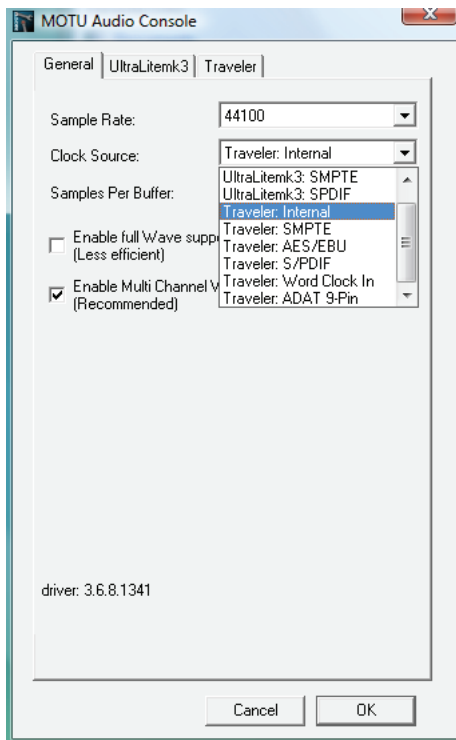 MOTU Audio Console
General UltraLitemk3 Traveler
Sample Rate: 44100
Clock Source: Traveler: Internal
UltraLitemk3: SMPTE
Samples Per Buffer: UltraLitemk3: SPDIF
Traveler: Internal
Traveler: SMPTE
Enable full Wave supp
(Less efficient)
Traveler: AES/EBU
Traveler: S/PDIF
Enable Multi Channel V
(Recommended)
Traveler: Word Clock In
Traveler: ADAT 9-Pin
driver: 3.6.8.1341
Cancel OK